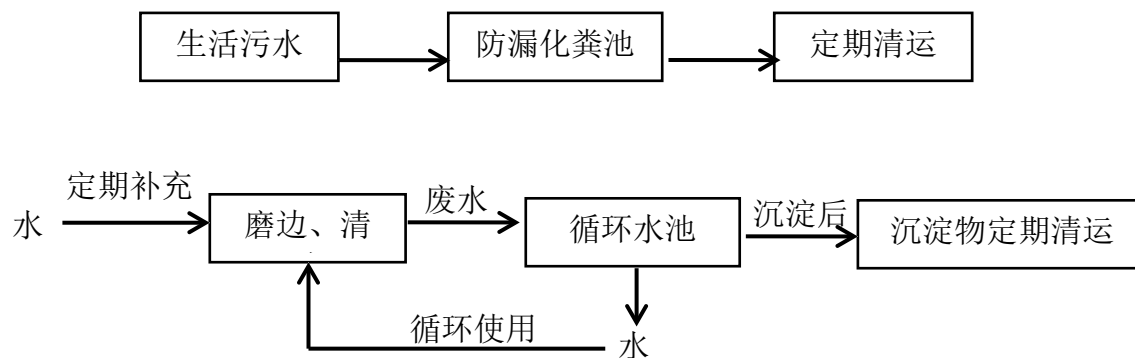 生活污水
防漏化粪池
定期清运
定期补充
水
磨边、清
废水
循环水池
沉淀后
沉淀物定期清运
循环使用
水